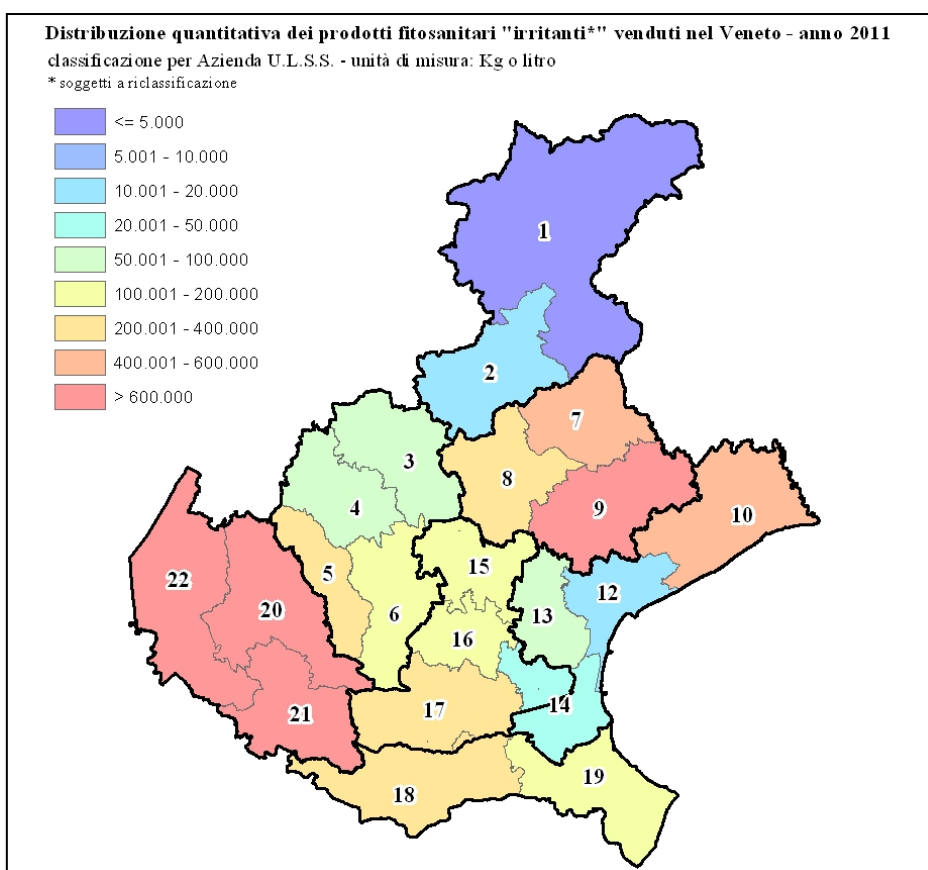 Distribuzione quantitativa dei prodotti fitosanitari "irritanti*" venduti nel Veneto - anno 2011
classificazione per Azienda U.L.S.S. - unità di misura: Kg o litro
* soggetti a riclassificazione
<= 5.000
5.001 - 10.000
10.001 - 20.000
20.001 - 50.000
50.001 - 100.000
100.001 - 200.000
200.001 - 400.000
400.001 - 600.000
> 600.000
1
2
7
3
8
4
9
10
15
5
22
12
20
6
13
16
14
17
21
19
18